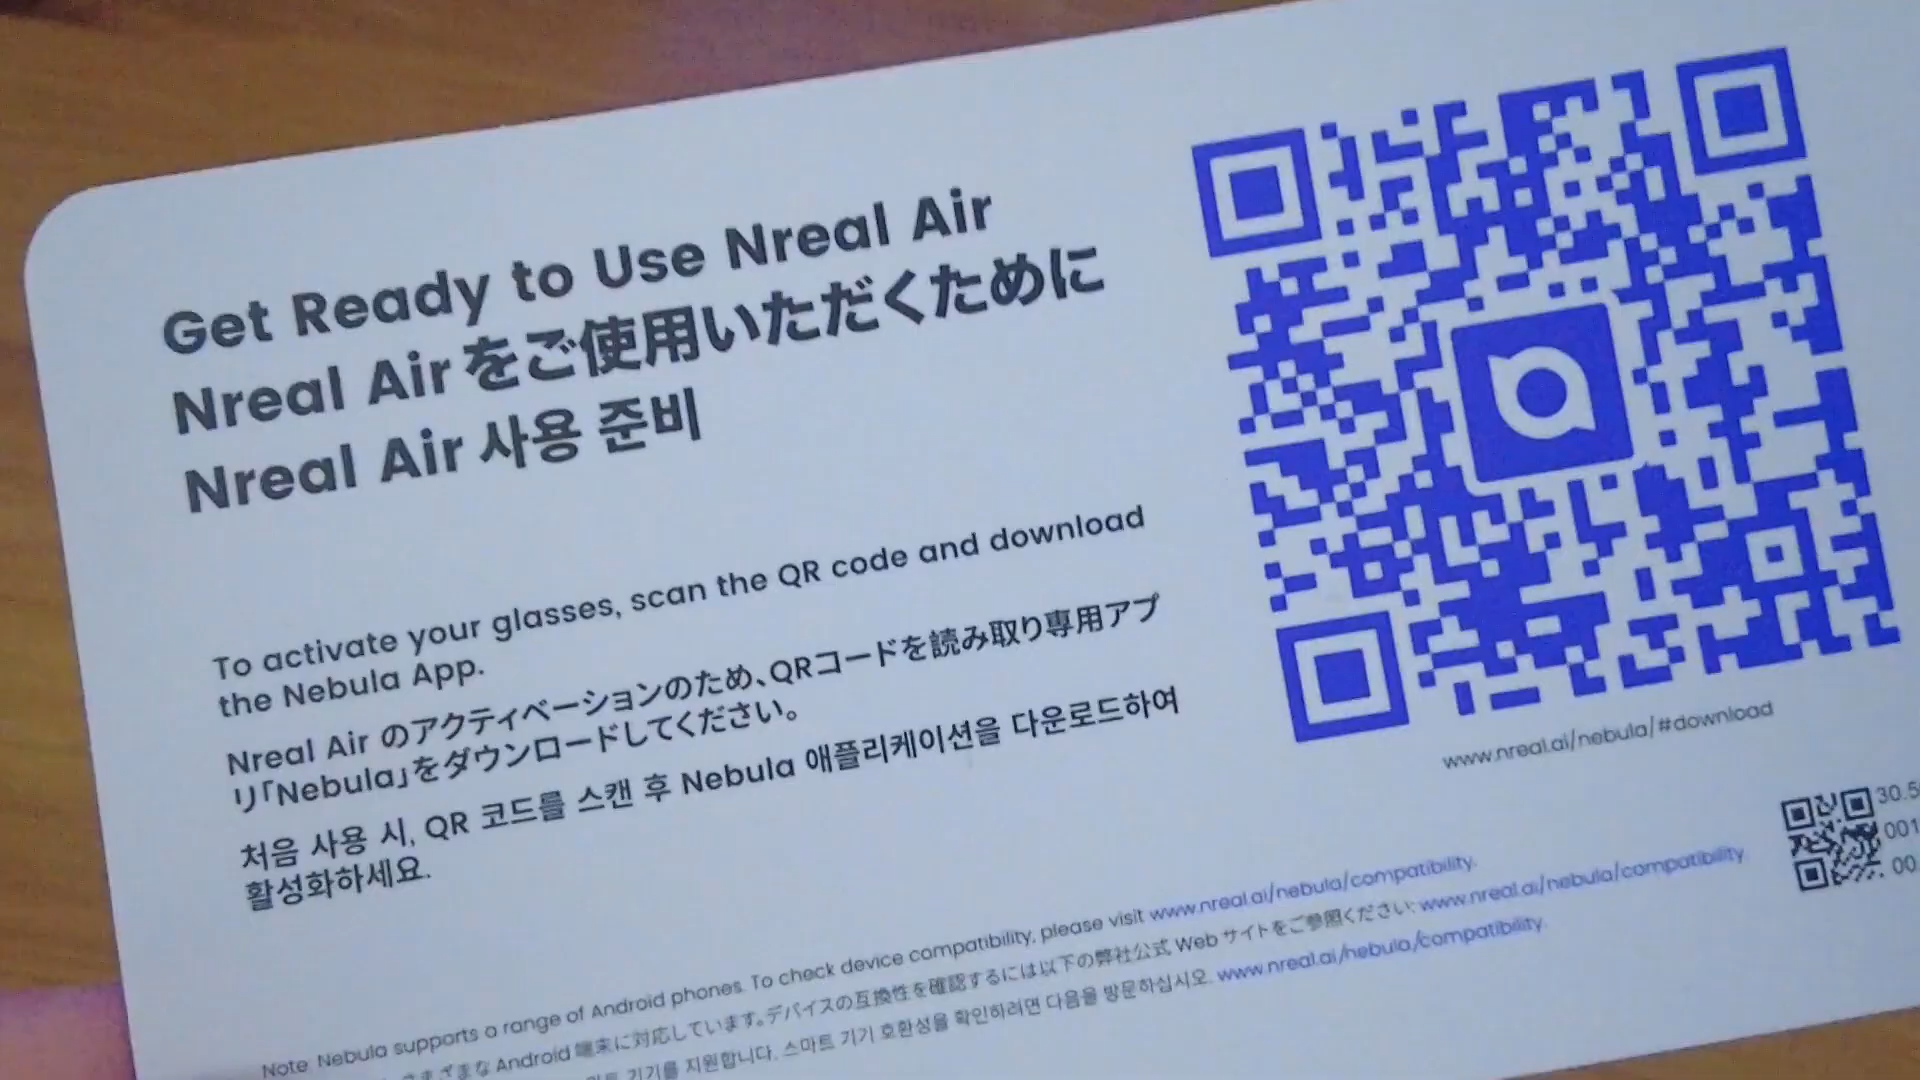 Get Ready to Use Nreal Air
Nreal Air をご使用いただくために
Nreal Air 사용 준비
To activate your glasses, scan the QR code and download
the Nebula App.
Nreal Air のアクティベーションのため、QRコードを読み取り専用アプ
リ「Nebula」をダウンロードしてください。
처음 사용 시, QR 코드를 스캔 후 Nebula 애플리케이션을 다운로드하여
활성화하세요.
www.nreal.ai/nebula/#download
30.5
001
00.
Note: Nebula supports a range of Android phones. To check device compatibility, please visit www.nreal.ai/nebula/compatibility.
さまざまな Android 端末に対応しています。デバイスの互換性を確認するには以下の弊社公式 Web サイトをご参照ください: www.nreal.ai/nebula/compatibility
기기를 지원합니다. 스마트 기기 호환성을 확인하려면 다음을 방문하십시오. www.nreal.ai/nebula/compatibility.